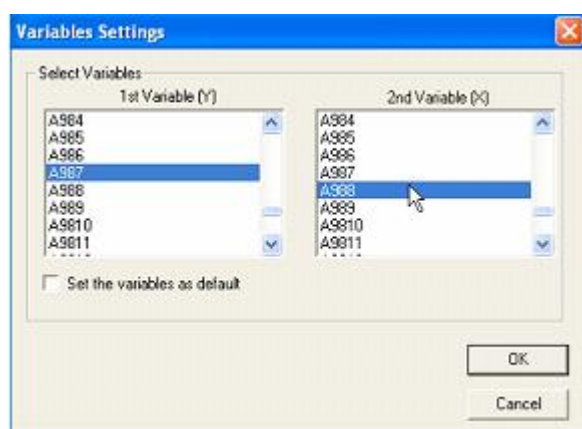 Variables Settings
Select Variables
1st Variable (Y)
A984
A985
A986
A987
A988
A989
A9810
A9811
2nd Variable (X)
A984
A985
A986
A987
A988
A989
A9810
A9811
Set the variables as default
OK
Cancel